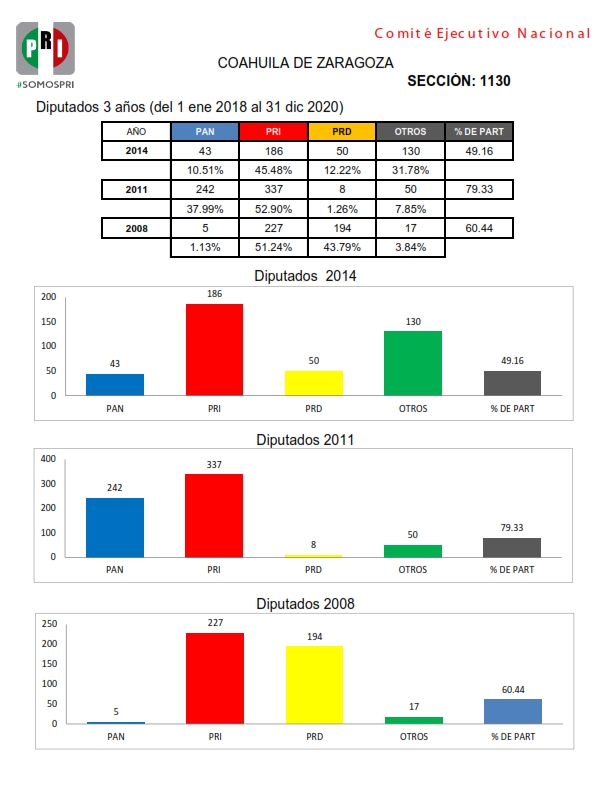 PRI
#SOMOSPRI
Comité Ejecutivo Nacional
COAHUILA DE ZARAGOZA
SECCIÓN: 1130
Diputados 3 años (del 1 ene 2018 al 31 dic 2020)
AÑO PAN PRI PRD OTROS % DE PART
2014 43 186 50 130 49.16
10.51% 45.48% 12.22% 31.78%
2011 242 337 8 50 79.33
37.99% 52.90% 1.26% 7.85%
2008 5 227 194 17 60.44
1.13% 51.24% 43.79% 3.84%
Diputados 2014
200
150
100
50
0
43 186 50 130 49.16
PAN PRI PRD OTROS % DE PART
Diputados 2011
400
300
200
100
0
242 337 8 50 79.33
PAN PRI PRD OTROS % DE PART
Diputados 2008
250
200
150
100
50
0
5 227 194 17 60.44
PAN PRI PRD OTROS % DE PART